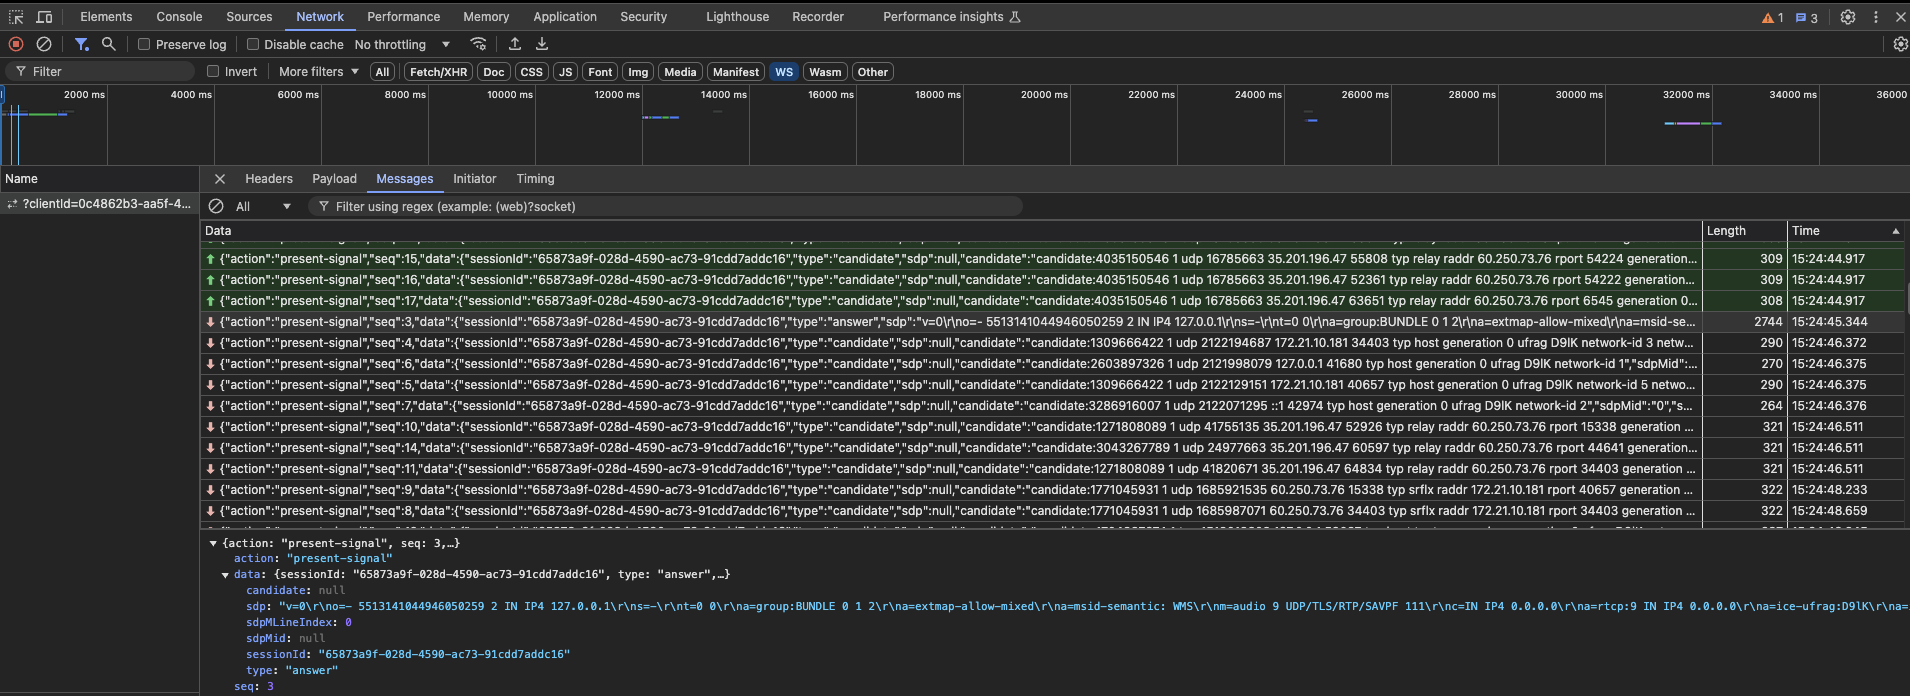 Elements Console Sources Network Performance Memory Application Security Lighthouse Recorder Performance insights 1 3
Preserve log Disable cache No throttling
Filter Invert More filters All Fetch/XHR Doc CSS JS Font Img Media Manifest WS Wasm Other
2000 ms 4000 ms 6000 ms 8000 ms 10000 ms 12000 ms 14000 ms 16000 ms 18000 ms 20000 ms 22000 ms 24000 ms 26000 ms 28000 ms 30000 ms 32000 ms 34000 ms 36000
Name Headers Payload Messages Initiator Timing
?clientId=0c4862b3-aa5f-4... All Filter using regex (example: (web)?socket)
Data Length Time
{"action":"present-signal","seq":15,"data":{"sessionId":"65873a9f-028d-4590-ac73-91cdd7addc16","type":"candidate","sdp":null,"candidate":"candidate:4035150546 1 udp 16785663 35.201.196.47 55808 typ relay raddr 60.250.73.76 rport 54224 generation... 309 15:24:44.917
{"action":"present-signal","seq":16,"data":{"sessionId":"65873a9f-028d-4590-ac73-91cdd7addc16","type":"candidate","sdp":null,"candidate":"candidate:4035150546 1 udp 16785663 35.201.196.47 52361 typ relay raddr 60.250.73.76 rport 54222 generation... 309 15:24:44.917
{"action":"present-signal","seq":17,"data":{"sessionId":"65873a9f-028d-4590-ac73-91cdd7addc16","type":"candidate","sdp":null,"candidate":"candidate:4035150546 1 udp 16785663 35.201.196.47 63651 typ relay raddr 60.250.73.76 rport 6545 generation 0... 308 15:24:44.917
{"action":"present-signal","seq":3,"data":{"sessionId":"65873a9f-028d-4590-ac73-91cdd7addc16","type":"answer","sdp":"v=0\r\no=- 5513141044946050259 2 IN IP4 127.0.0.1\r\ns=-\r\nt=0 0\r\na=group:BUNDLE 0 1 2\r\na=extmap-allow-mixed\r\na=msid-se... 2744 15:24:45.344
{"action":"present-signal","seq":4,"data":{"sessionId":"65873a9f-028d-4590-ac73-91cdd7addc16","type":"candidate","sdp":null,"candidate":"candidate:1309666422 1 udp 2122194687 172.21.10.181 34403 typ host generation 0 ufrag D9lK network-id 3 netw... 290 15:24:46.372
{"action":"present-signal","seq":6,"data":{"sessionId":"65873a9f-028d-4590-ac73-91cdd7addc16","type":"candidate","sdp":null,"candidate":"candidate:2603897326 1 udp 2121998079 127.0.0.1 41680 typ host generation 0 ufrag D9lK network-id 1","sdpMid":... 270 15:24:46.375
{"action":"present-signal","seq":5,"data":{"sessionId":"65873a9f-028d-4590-ac73-91cdd7addc16","type":"candidate","sdp":null,"candidate":"candidate:1309666422 1 udp 2122129151 172.21.10.181 40657 typ host generation 0 ufrag D9lK network-id 5 netwo... 290 15:24:46.375
{"action":"present-signal","seq":7,"data":{"sessionId":"65873a9f-028d-4590-ac73-91cdd7addc16","type":"candidate","sdp":null,"candidate":"candidate:3286916007 1 udp 2122071295 ::1 42974 typ host generation 0 ufrag D9lK network-id 2","sdpMid":"0","s... 264 15:24:46.376
{"action":"present-signal","seq":10,"data":{"sessionId":"65873a9f-028d-4590-ac73-91cdd7addc16","type":"candidate","sdp":null,"candidate":"candidate:1271808089 1 udp 41755135 35.201.196.47 52926 typ relay raddr 60.250.73.76 rport 15338 generation ... 321 15:24:46.511
{"action":"present-signal","seq":14,"data":{"sessionId":"65873a9f-028d-4590-ac73-91cdd7addc16","type":"candidate","sdp":null,"candidate":"candidate:3043267789 1 udp 24977663 35.201.196.47 60597 typ relay raddr 60.250.73.76 rport 44641 generation... 321 15:24:46.511
{"action":"present-signal","seq":11,"data":{"sessionId":"65873a9f-028d-4590-ac73-91cdd7addc16","type":"candidate","sdp":null,"candidate":"candidate:1271808089 1 udp 41820671 35.201.196.47 64834 typ relay raddr 60.250.73.76 rport 34403 generation ... 321 15:24:46.511
{"action":"present-signal","seq":9,"data":{"sessionId":"65873a9f-028d-4590-ac73-91cdd7addc16","type":"candidate","sdp":null,"candidate":"candidate:1771045931 1 udp 1685921535 60.250.73.76 15338 typ srflx raddr 172.21.10.181 rport 40657 generation ... 322 15:24:48.233
{"action":"present-signal","seq":8,"data":{"sessionId":"65873a9f-028d-4590-ac73-91cdd7addc16","type":"candidate","sdp":null,"candidate":"candidate:1771045931 1 udp 1685987071 60.250.73.76 34403 typ srflx raddr 172.21.10.181 rport 34403 generation ... 322 15:24:48.659
{action: "present-signal", seq: 3,…}
action: "present-signal"
data: {sessionId: "65873a9f-028d-4590-ac73-91cdd7addc16", type: "answer",…}
candidate: null
sdp: "v=0\r\no=- 5513141044946050259 2 IN IP4 127.0.0.1\r\ns=-\r\nt=0 0\r\na=group:BUNDLE 0 1 2\r\na=extmap-allow-mixed\r\na=msid-semantic: WMS\r\nm=audio 9 UDP/TLS/RTP/SAVPF 111\r\nc=IN IP4 0.0.0.0\r\na=rtcp:9 IN IP4 0.0.0.0\r\na=ice-ufrag:D9lK\r\na=
sdpMLineIndex: 0
sdpMid: null
sessionId: "65873a9f-028d-4590-ac73-91cdd7addc16"
type: "answer"
seq: 3